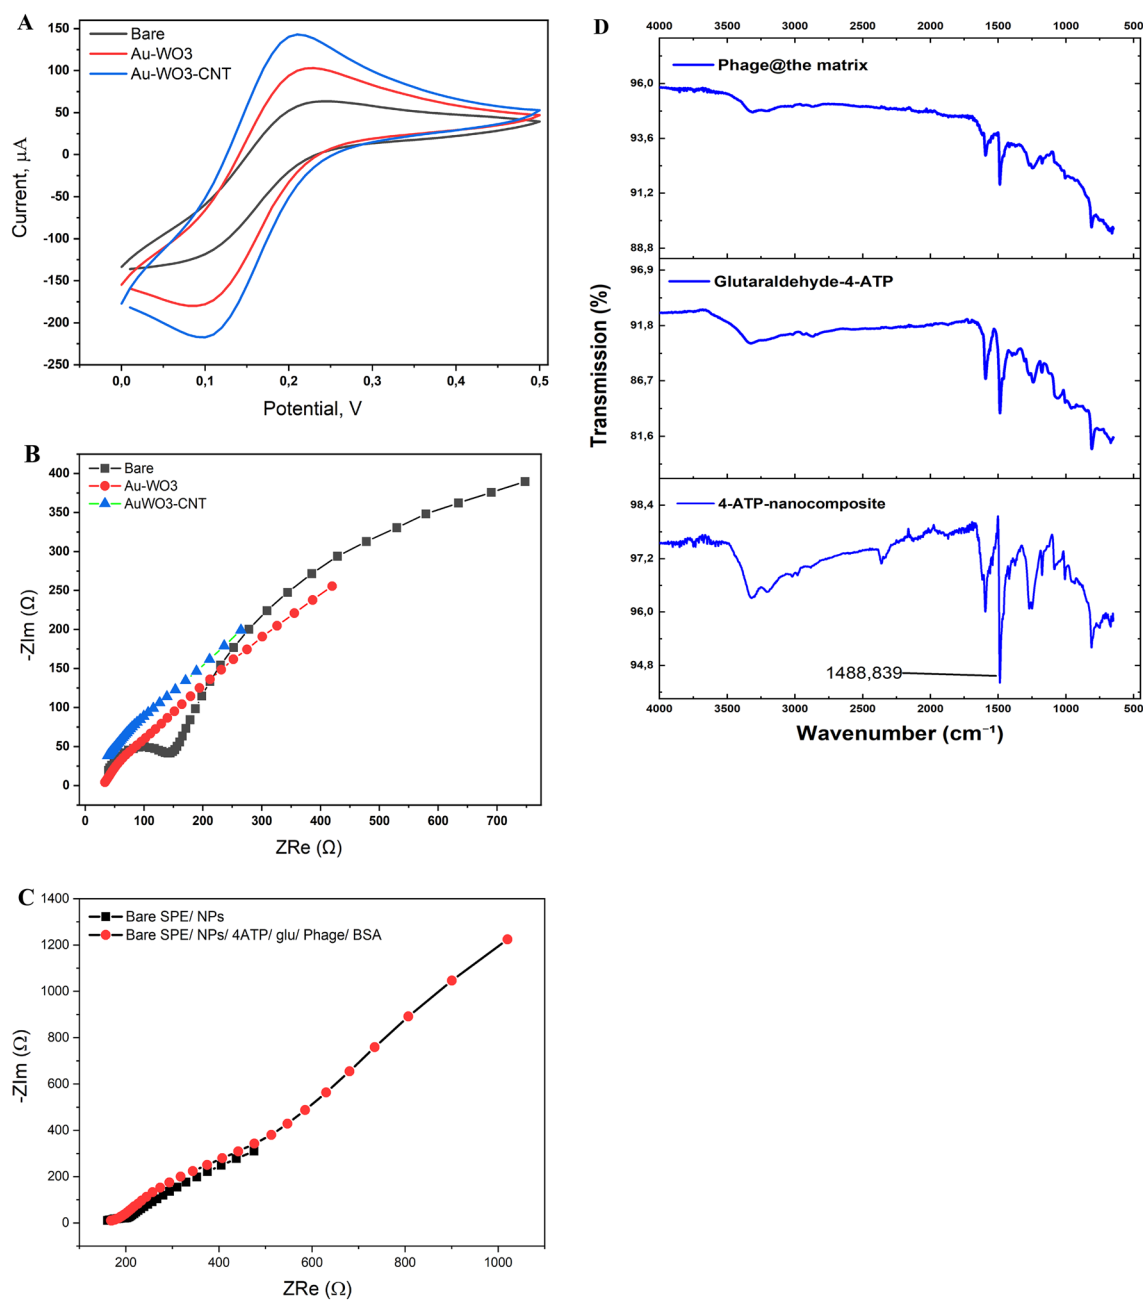 A
Bare
Au-WO3
Au-WO3-CNT
150
100
50
0
-50
-100
-150
-200
-250
Current, µA
0,0 0,1 0,2 0,3 0,4 0,5
Potential, V
B
Bare
Au-WO3
AuWO3-CNT
400
350
300
250
200
150
100
50
0
-ZIm (Ω)
0 100 200 300 400 500 600 700
ZRe (Ω)
C
Bare SPE/ NPs
Bare SPE/ NPs/ 4ATP/ glu/ Phage/ BSA
1400
1200
1000
800
600
400
200
0
-ZIm (Ω)
200 400 600 800 1000
ZRe (Ω)
D
4000 3500 3000 2500 2000 1500 1000 500
Phage@the matrix
96,0
93,6
91,2
88,8
Glutaraldehyde-4-ATP
96,9
91,8
86,7
81,6
Transmission (%)
4-ATP-nanocomposite
98,4
97,2
96,0
94,8
1488,839
4000 3500 3000 2500 2000 1500 1000 500
Wavenumber (cm⁻¹)